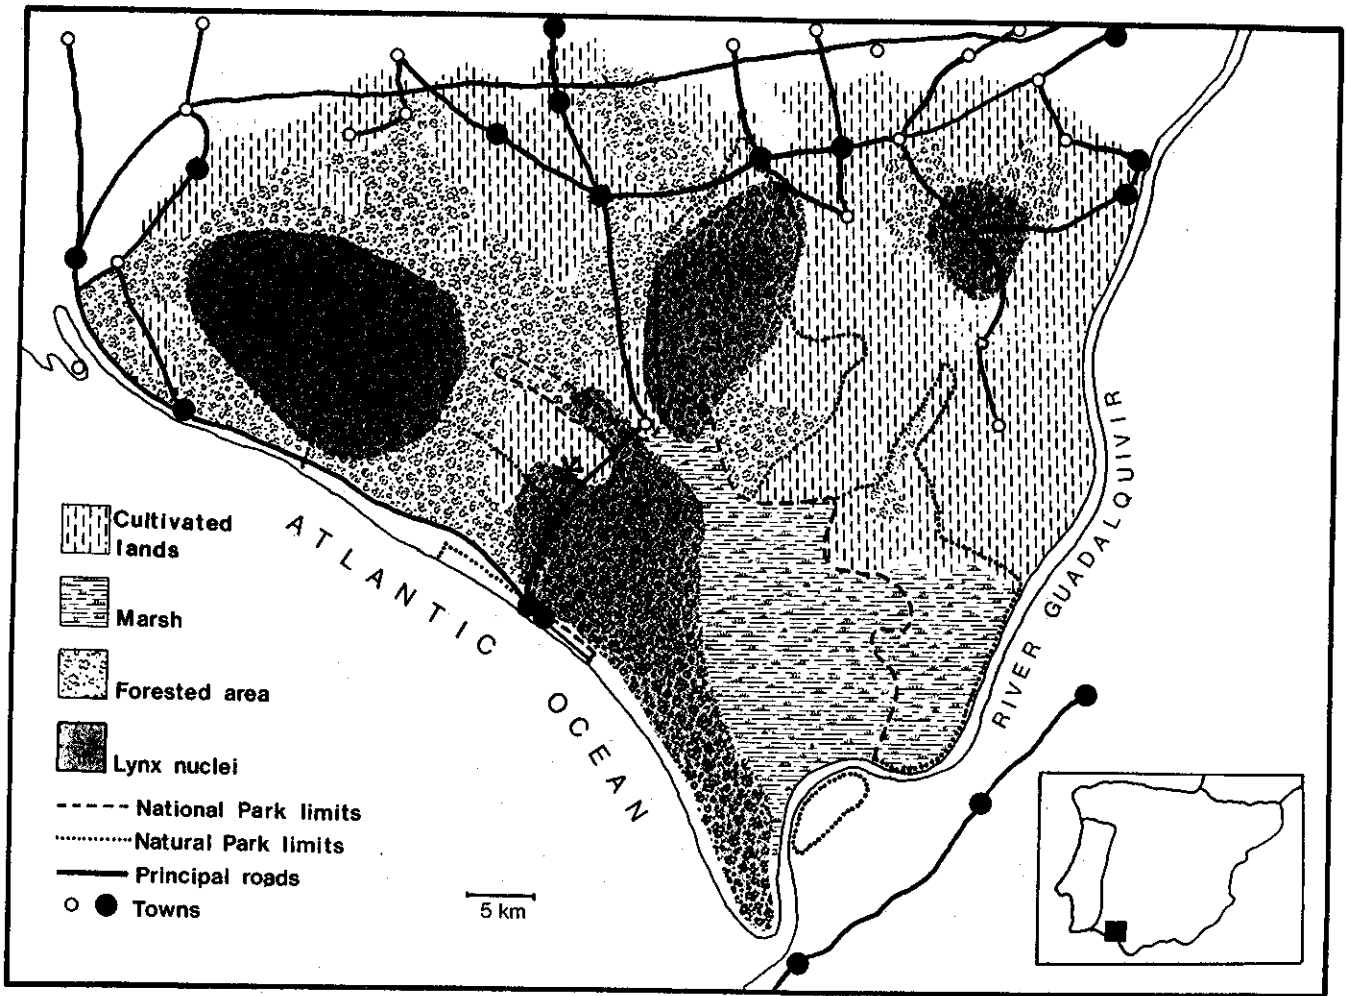 Cultivated
lands
Marsh
Forested area
Lynx nuclei
National Park limits
Natural Park limits
Principal roads
Towns
ATLANTIC OCEAN
RIVER GUADALQUIVIR
5 km